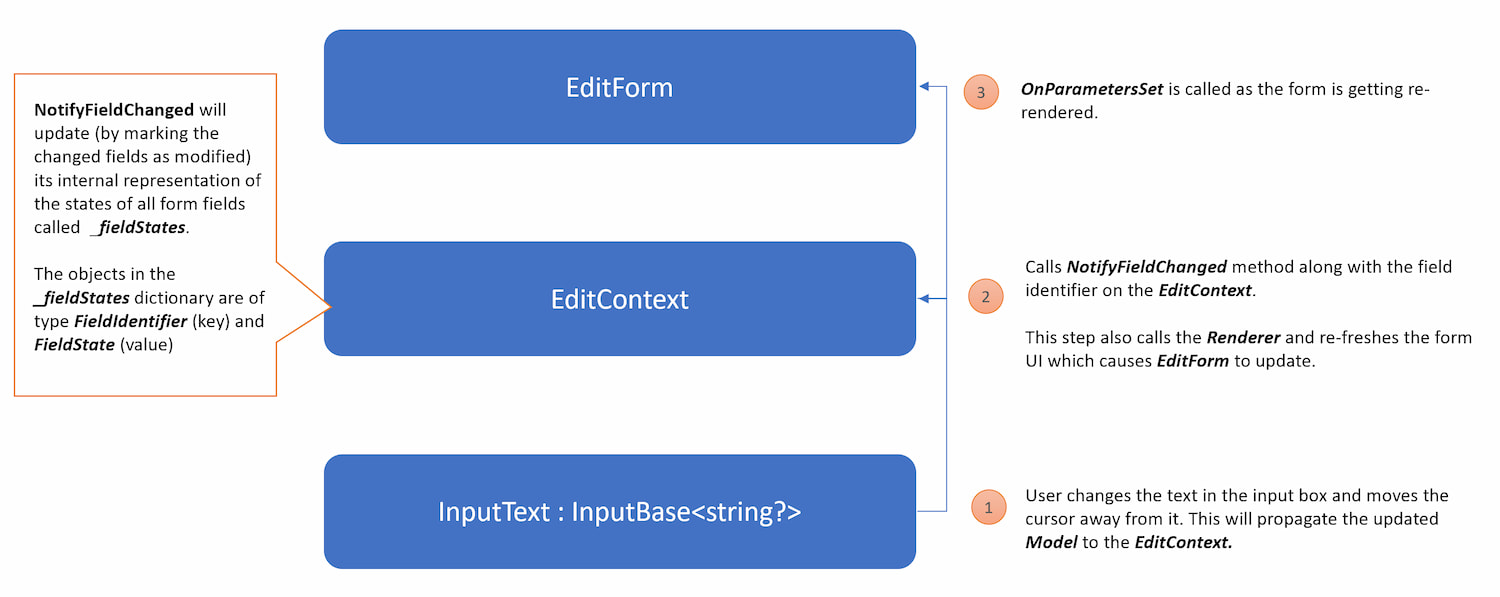 EditForm
3
OnParametersSet is called as the form is getting re-
rendered.
NotifyFieldChanged will
update (by marking the
changed fields as modified)
its internal representation of
the states of all form fields
called _fieldStates.
The objects in the
_fieldStates dictionary are of
type FieldIdentifier (key) and
FieldState (value)
EditContext
2
Calls NotifyFieldChanged method along with the field
identifier on the EditContext.
This step also calls the Renderer and re-freshes the form
UI which causes EditForm to update.
InputText : InputBase<string?>
1
User changes the text in the input box and moves the
cursor away from it. This will propagate the updated
Model to the EditContext.